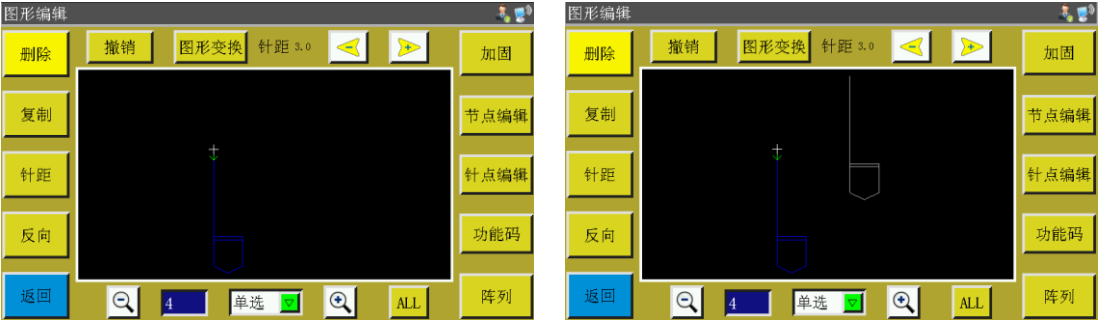 图形编辑
删除 撤销 图形变换 针距 3.0 - + 加固
复制 节点编辑
针距 针点编辑
反向 功能码
返回 4 单选 ALL 阵列
图形编辑
删除 撤销 图形变换 针距 3.0 - + 加固
复制 节点编辑
针距 针点编辑
反向 功能码
返回 4 单选 ALL 阵列